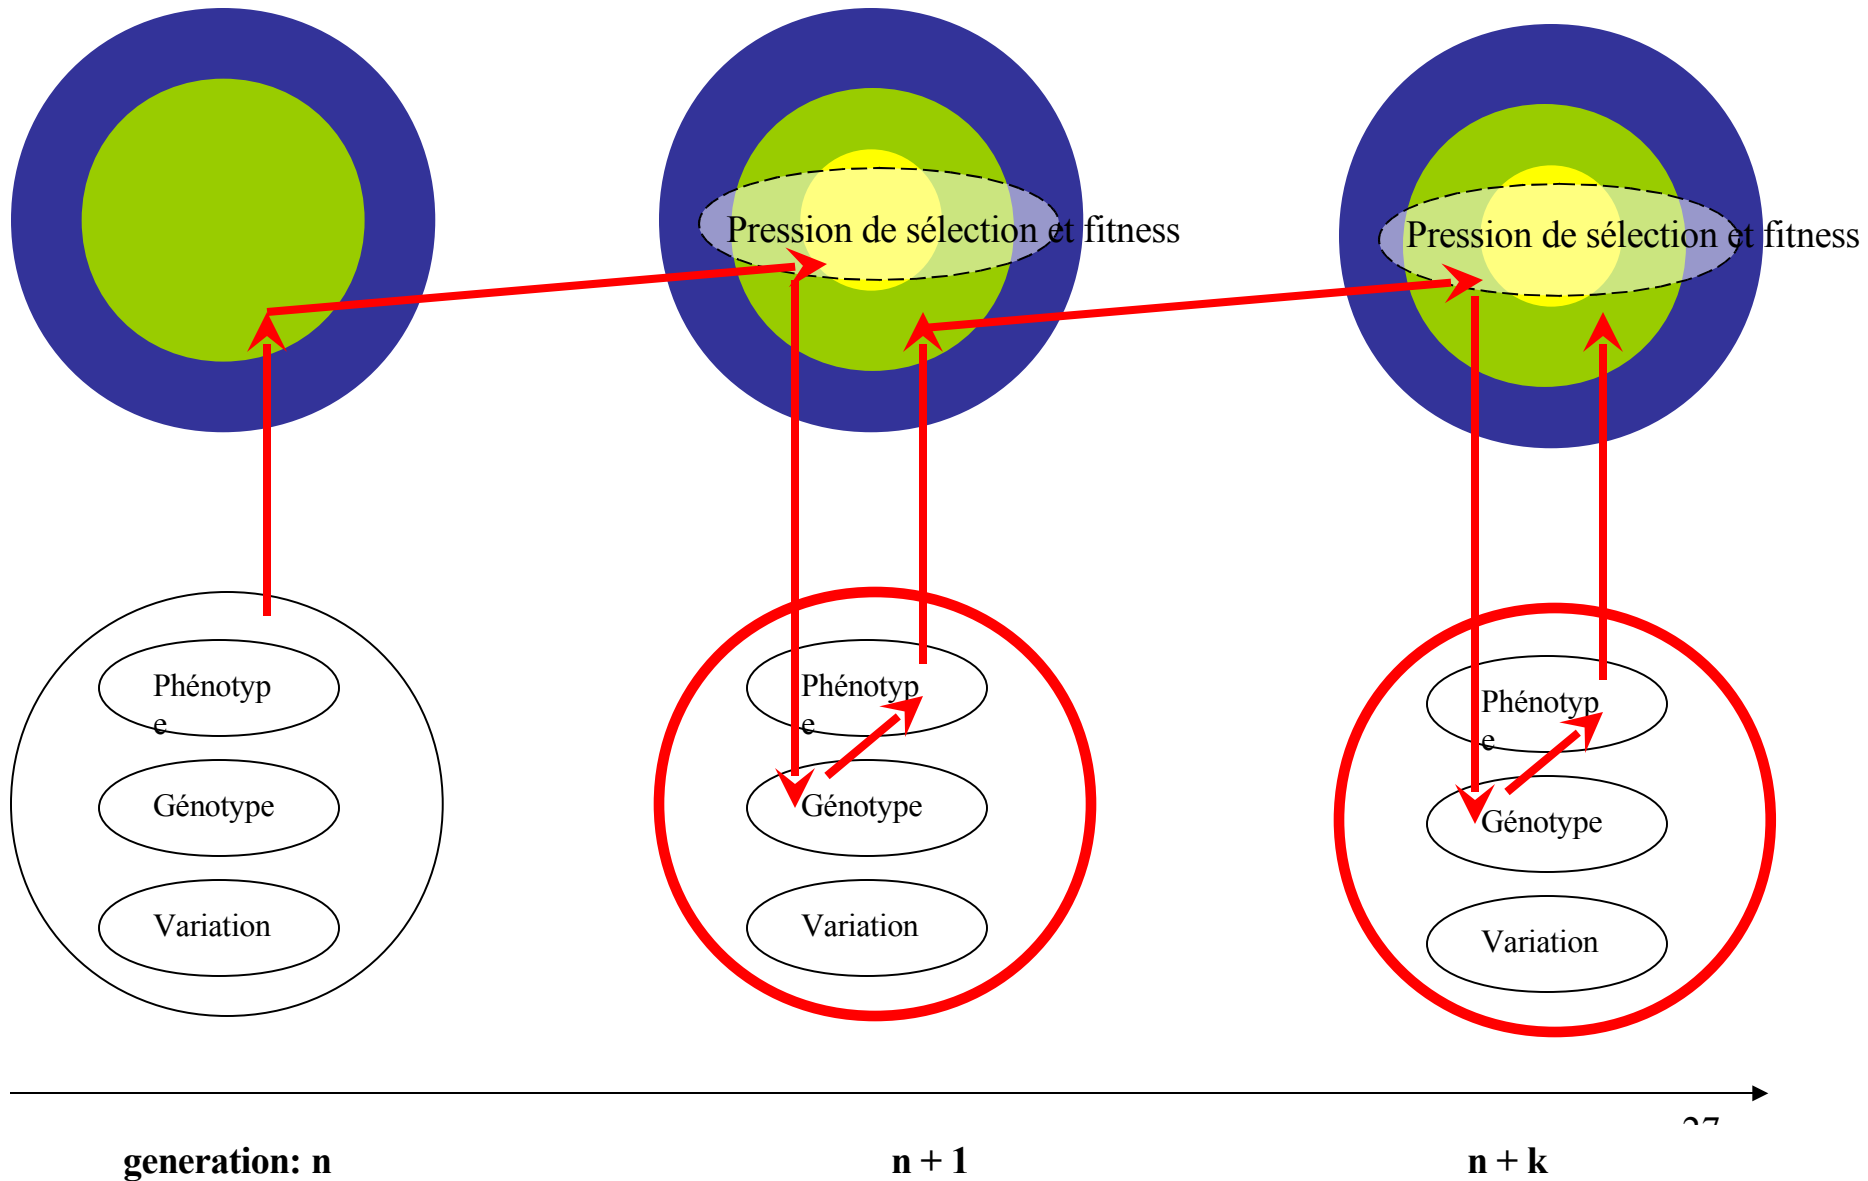 Pression de sélection et fitness
Pression de sélection et fitness
Phénotyp
e
Génotype
Variation
Phénotyp
e
Génotype
Variation
Phénotyp
e
Génotype
Variation
generation: n
n + 1
n + k